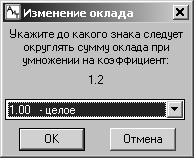 Изменение оклада
Укажите до какого знака следует
округлять сумму оклада при
умножении на коэффициент:
1.2
1.00 - целое
OK
Отмена